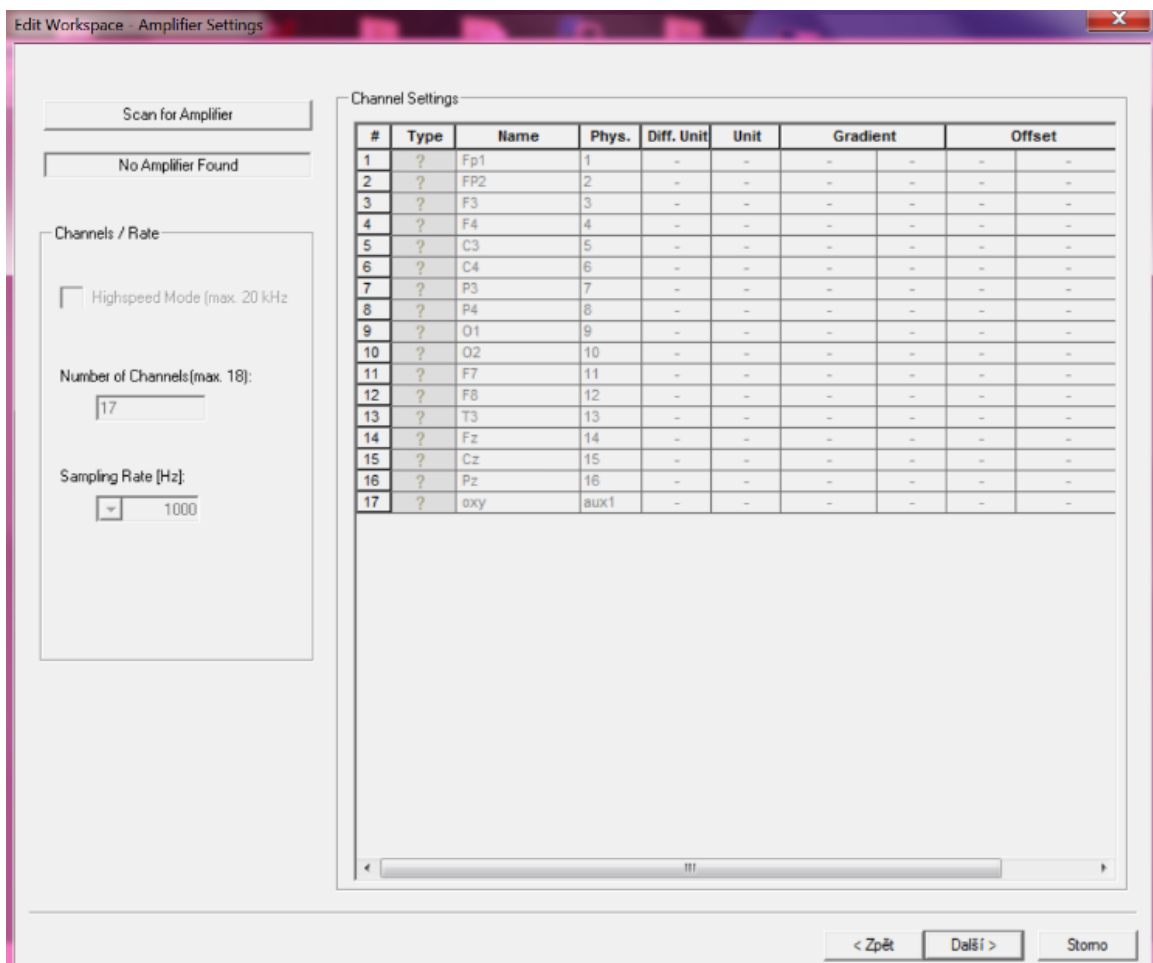 Edit Workspace - Amplifier Settings
X
Scan for Amplifier
No Amplifier Found
Channels / Rate
Highspeed Mode (max. 20 kHz
Number of Channels(max. 18):
17
Sampling Rate [Hz]:
1000
Channel Settings
# Type Name Phys. Diff. Unit Unit Gradient Offset
1 ? Fp1 1 - - - - - -
2 ? FP2 2 - - - - - -
3 ? F3 3 - - - - - -
4 ? F4 4 - - - - - -
5 ? C3 5 - - - - - -
6 ? C4 6 - - - - - -
7 ? P3 7 - - - - - -
8 ? P4 8 - - - - - -
9 ? O1 9 - - - - - -
10 ? O2 10 - - - - - -
11 ? F7 11 - - - - - -
12 ? F8 12 - - - - - -
13 ? T3 13 - - - - - -
14 ? Fz 14 - - - - - -
15 ? Cz 15 - - - - - -
16 ? Pz 16 - - - - - -
17 ? oxy aux1 - - - - - -
< Zpět Další > Storno